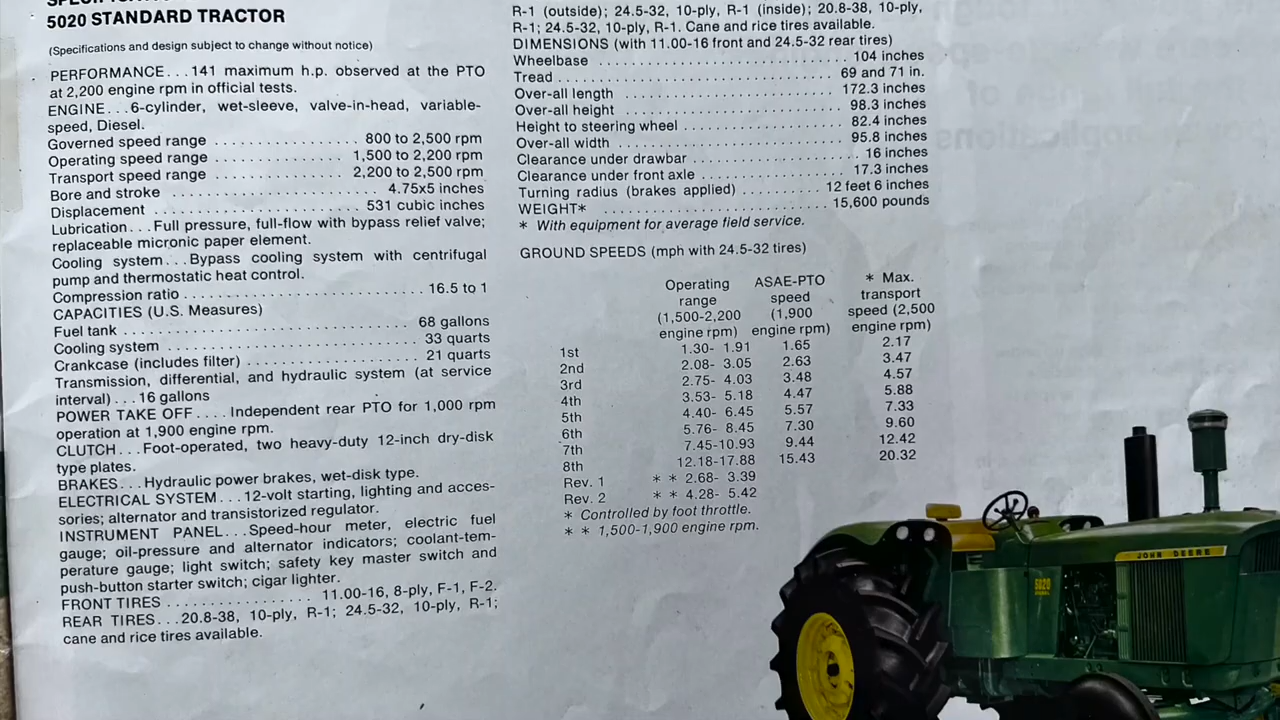 5020 STANDARD TRACTOR
(Specifications and design subject to change without notice)
PERFORMANCE...141 maximum h.p. observed at the PTO
at 2,200 engine rpm in official tests.
ENGINE...6-cylinder, wet-sleeve, valve-in-head, variable-
speed, Diesel.
Governed speed range .................... 800 to 2,500 rpm
Operating speed range .................. 1,500 to 2,200 rpm
Transport speed range .................. 2,200 to 2,500 rpm
Bore and stroke ........................... 4.75x5 inches
Displacement .......................... 531 cubic inches
Lubrication...Full pressure, full-flow with bypass relief valve;
replaceable micronic paper element.
Cooling system...Bypass cooling system with centrifugal
pump and thermostatic heat control.
Compression ratio ............................. 16.5 to 1
CAPACITIES (U.S. Measures)
Fuel tank .................................... 68 gallons
Cooling system ............................... 33 quarts
Crankcase (includes filter) .................... 21 quarts
Transmission, differential, and hydraulic system (at service
interval)...16 gallons
POWER TAKE OFF....Independent rear PTO for 1,000 rpm
operation at 1,900 engine rpm.
CLUTCH...Foot-operated, two heavy-duty 12-inch dry-disk
type plates.
BRAKES...Hydraulic power brakes, wet-disk type.
ELECTRICAL SYSTEM...12-volt starting, lighting and acces-
sories; alternator and transistorized regulator.
INSTRUMENT PANEL...Speed-hour meter, electric fuel
gauge; oil-pressure and alternator indicators; coolant-tem-
perature gauge; light switch; safety key master switch and
push-button starter switch; cigar lighter.
FRONT TIRES .................... 11.00-16, 8-ply, F-1, F-2.
REAR TIRES...20.8-38, 10-ply, R-1; 24.5-32, 10-ply, R-1;
cane and rice tires available.
R-1 (outside); 24.5-32, 10-ply, R-1 (inside); 20.8-38, 10-ply,
R-1; 24.5-32, 10-ply, R-1. Cane and rice tires available.
DIMENSIONS (with 11.00-16 front and 24.5-32 rear tires)
Wheelbase .................................. 104 inches
Tread .................................... 69 and 71 in.
Over-all length ............................ 172.3 inches
Over-all height ............................. 98.3 inches
Height to steering wheel ..................... 82.4 inches
Over-all width .............................. 95.8 inches
Clearance under drawbar ....................... 16 inches
Clearance under front axle .................... 17.3 inches
Turning radius (brakes applied) .......... 12 feet 6 inches
WEIGHT* ............................. 15,600 pounds
* With equipment for average field service.
GROUND SPEEDS (mph with 24.5-32 tires)
Operating ASAE-PTO * Max.
range speed transport
(1,500-2,200 (1,900 speed (2,500
engine rpm) engine rpm) engine rpm)
1st 1.30- 1.91 1.65 2.17
2nd 2.08- 3.05 2.63 3.47
3rd 2.75- 4.03 3.48 4.57
4th 3.53- 5.18 4.47 5.88
5th 4.40- 6.45 5.57 7.33
6th 5.76- 8.45 7.30 9.60
7th 7.45-10.93 9.44 12.42
8th 12.18-17.88 15.43 20.32
Rev. 1 * * 2.68- 3.39
Rev. 2 * * 4.28- 5.42
* Controlled by foot throttle.
* * 1,500-1,900 engine rpm.
JOHN DEERE
5020